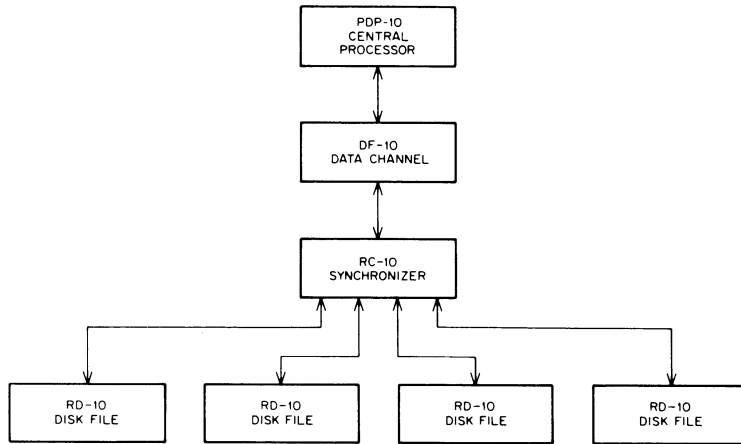 PDP-10
CENTRAL
PROCESSOR
DF-10
DATA CHANNEL
RC-10
SYNCHRONIZER
RD-10
DISK FILE
RD-10
DISK FILE
RD-10
DISK FILE
RD-10
DISK FILE